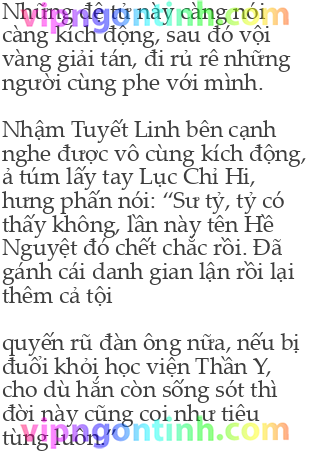 Những đệ tử này càng nói
vipngontinh.com
càng kích động, sau đó vội
vàng giải tán, đi rủ rê những
người cùng phe với mình.
Nhậm Tuyết Linh bên cạnh
nghe được vô cùng kích động,
ả túm lấy tay Lục Chỉ Hi,
hưng phấn nói: “Sư tỷ, tỷ có
thấy không, lần này tên Hề
Nguyệt đó chết chắc rồi. Đã
gánh cái danh gian lận rồi lại
thêm cả tội
quyến rũ đàn ông nữa, nếu bị
đuổi khỏi học viện Thần Y,
cho dù hắn còn sống sót thì
đời này cũng coi như tiêu
vipngontinh.com
tùng luôn.”